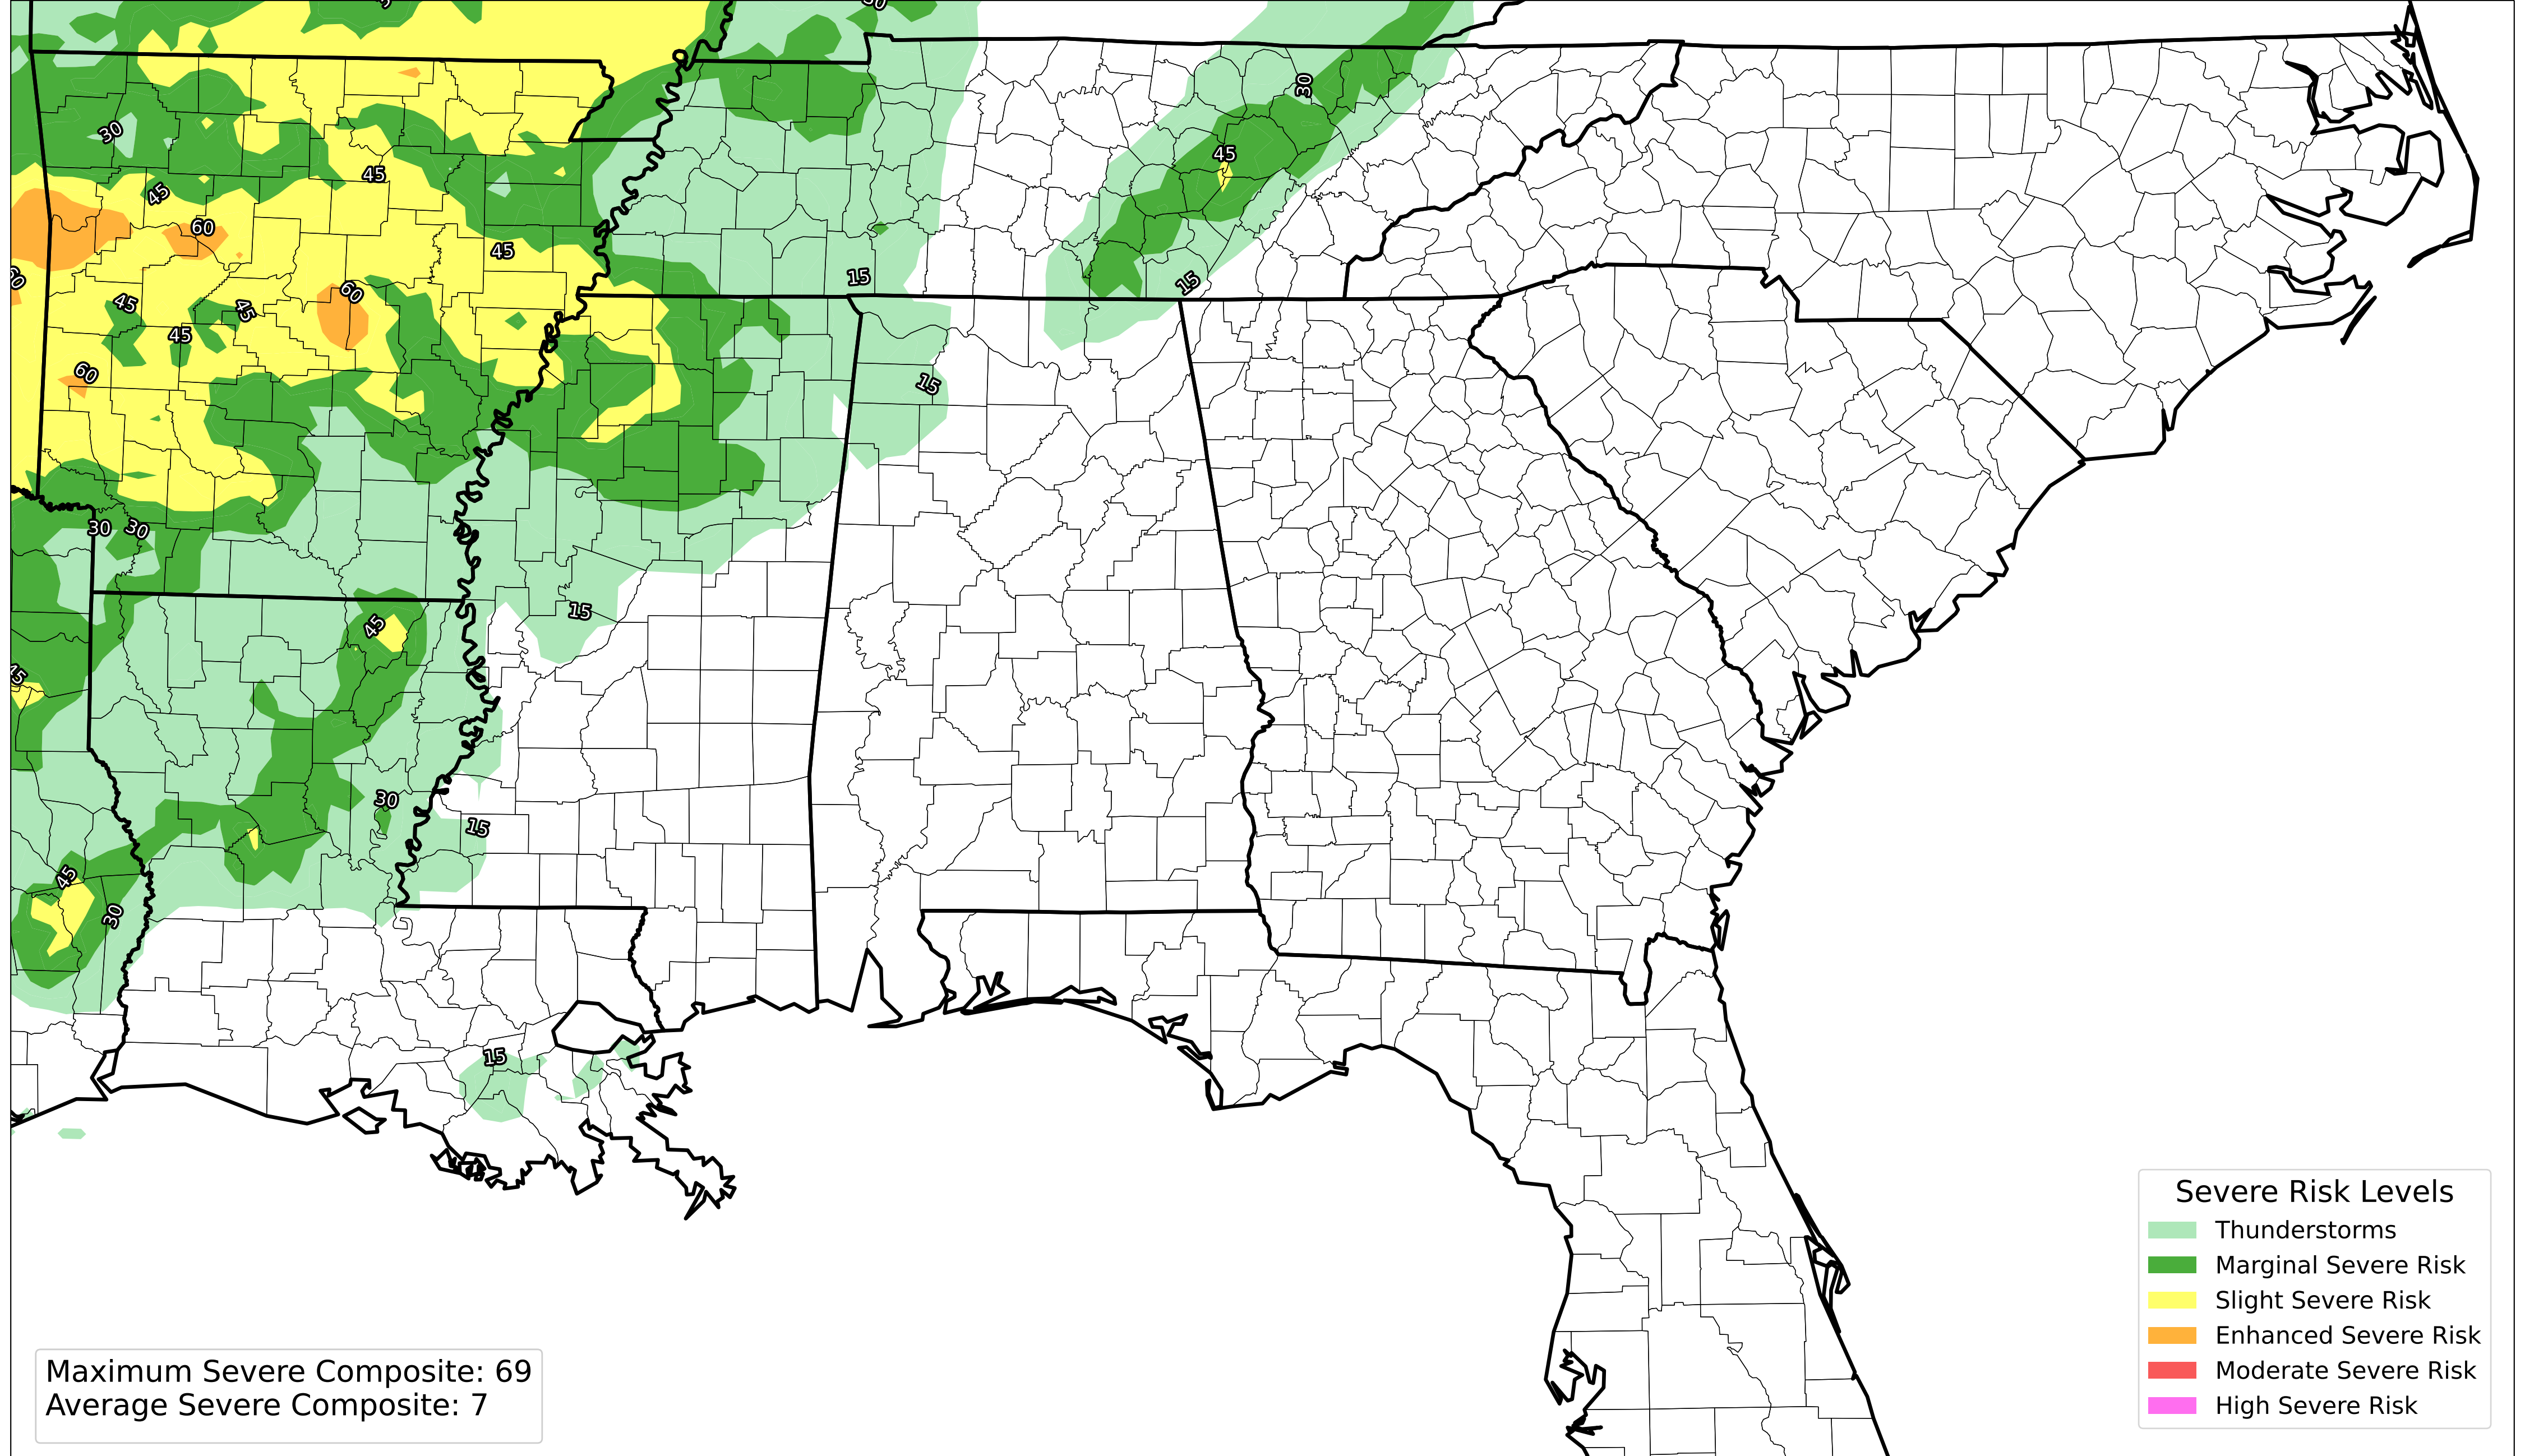 30
30
45
45
45
60
45
15
15
60
45
45
45
60
15
30
30
15
45
45
30
15
45
30
15
Severe Risk Levels
Thunderstorms
Marginal Severe Risk
Slight Severe Risk
Enhanced Severe Risk
Moderate Severe Risk
High Severe Risk
Maximum Severe Composite: 69
Average Severe Composite: 7